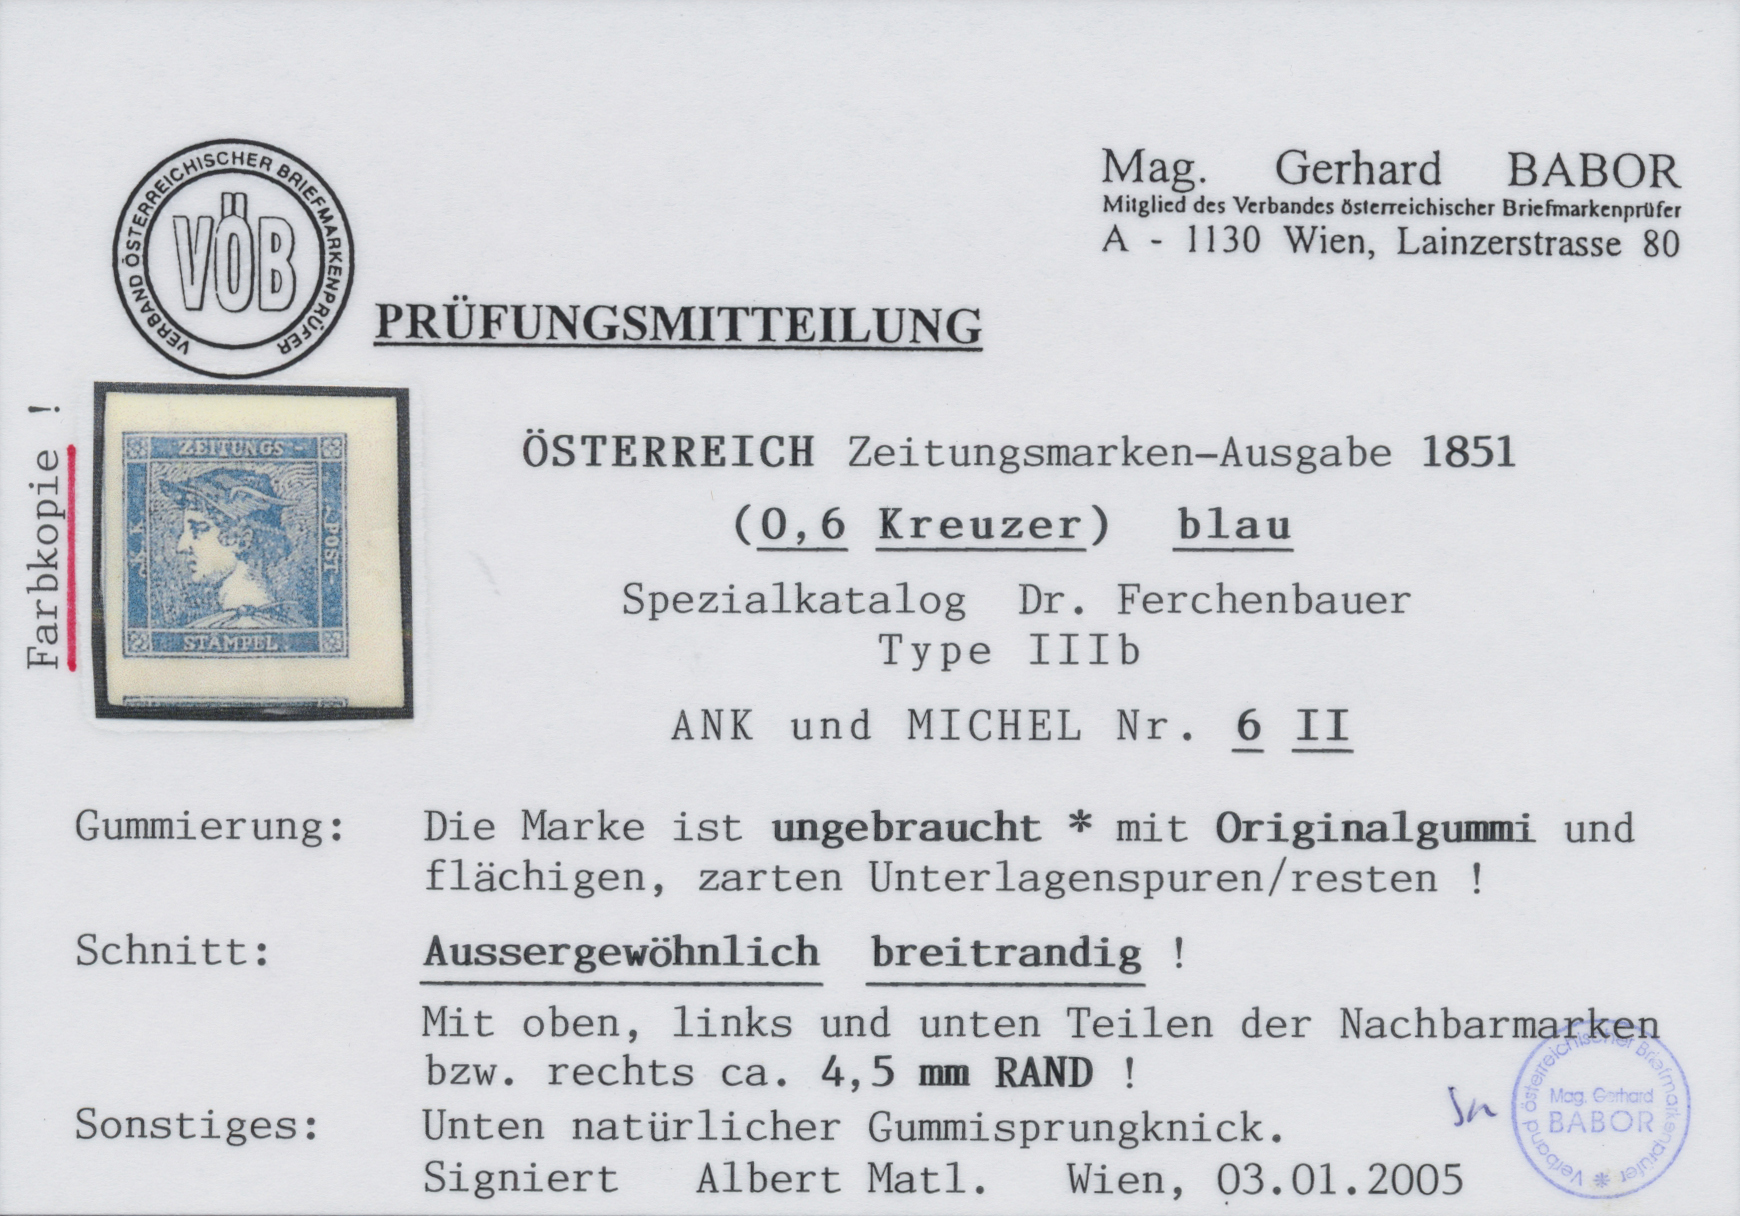 VERBAND ÖSTERREICHISCHER BRIEFMARKENPRÜFER
VÖB
Mag. Gerhard BABOR
Mitglied des Verbandes österreichischer Briefmarkenprüfer
A - 1130 Wien, Lainzerstrasse 80
PRÜFUNGSMITTEILUNG
Farbkopie !
ZEITUNGS -
K.K.
POST-
STÄMPEL
ÖSTERREICH Zeitungsmarken-Ausgabe 1851
(0,6 Kreuzer) blau
Spezialkatalog Dr. Ferchenbauer
Type IIIb
ANK und MICHEL Nr. 6 II
Gummierung: Die Marke ist ungebraucht * mit Originalgummi und
flächigen, zarten Unterlagenspuren/resten !
Schnitt: Aussergewöhnlich breitrandig !
Mit oben, links und unten Teilen der Nachbarmarken
bzw. rechts ca. 4,5 mm RAND !
Sonstiges: Unten natürlicher Gummisprungknick.
Signiert Albert Matl. Wien, 03.01.2005
Verband österreichischer Briefmarkenprüfer *
Mag. Gerhard
BABOR